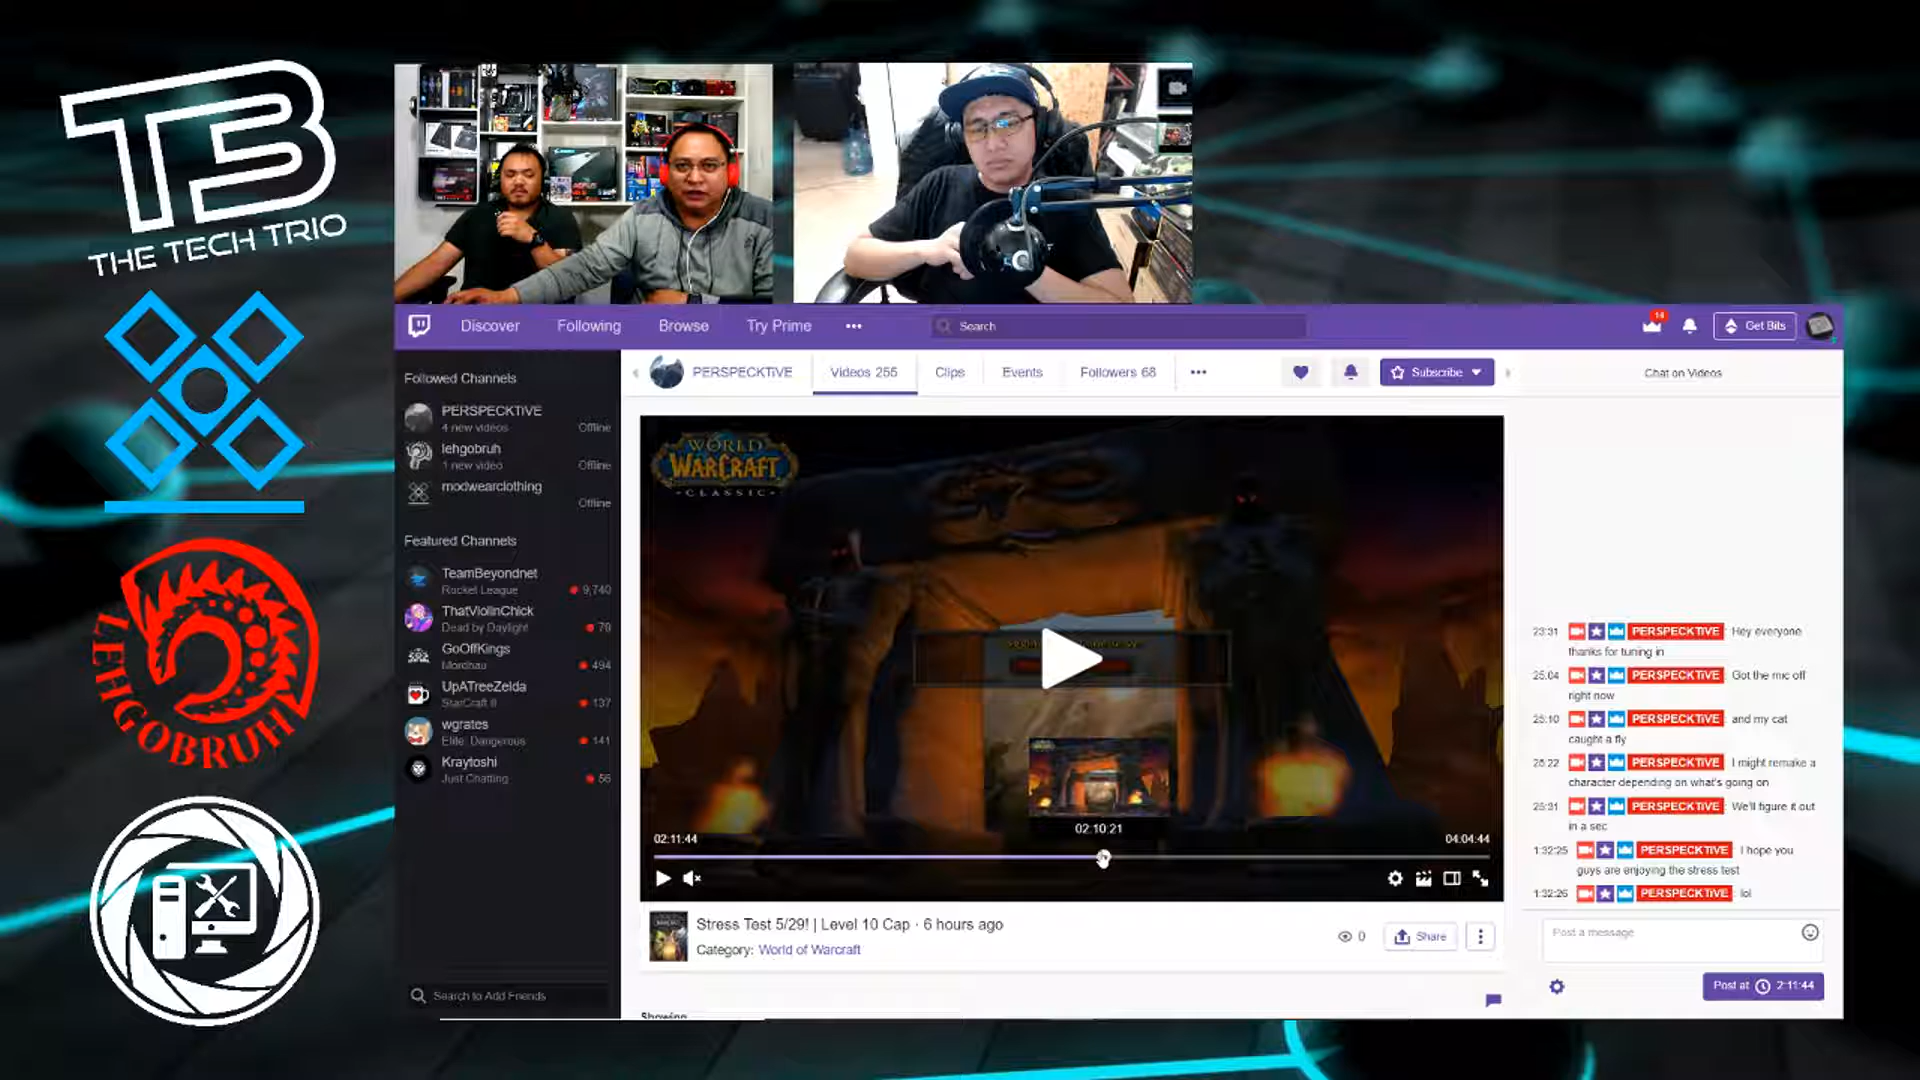 THE TECH TRIO
LEHGOBRUH
Discover
Following
Browse
Try Prime
Search
14
Get Bits
Followed Channels
PERSPECKTiVE
4 new videos
Offline
lehgobruh
1 new video
Offline
modwearclothing
Offline
Featured Channels
TeamBeyondnet
Rocket League
9,740
ThatViolinChick
Dead by Daylight
79
GoOffKings
Mordhau
494
UpATreeZelda
StarCraft II
137
wgrates
Elite: Dangerous
141
Kraytoshi
Just Chatting
56
Search to Add Friends
PERSPECKTiVE
Videos 255
Clips
Events
Followers 68
Subscribe
WORLD
WARCRAFT
CLASSIC
02:10:21
02:11:44
04:04:44
Stress Test 5/29! | Level 10 Cap · 6 hours ago
Category: World of Warcraft
0
Share
Showing
Chat on Videos
23:31 PERSPECKTiVE Hey everyone
thanks for tuning in
25:04 PERSPECKTiVE Got the mic off
right now
25:10 PERSPECKTiVE and my cat
caught a fly
25:22 PERSPECKTiVE I might remake a
character depending on what's going on
25:31 PERSPECKTiVE We'll figure it out
in a sec
1:32:25 PERSPECKTiVE I hope you
guys are enjoying the stress test
1:32:26 PERSPECKTiVE lol
Post a message
Post at 2:11:44